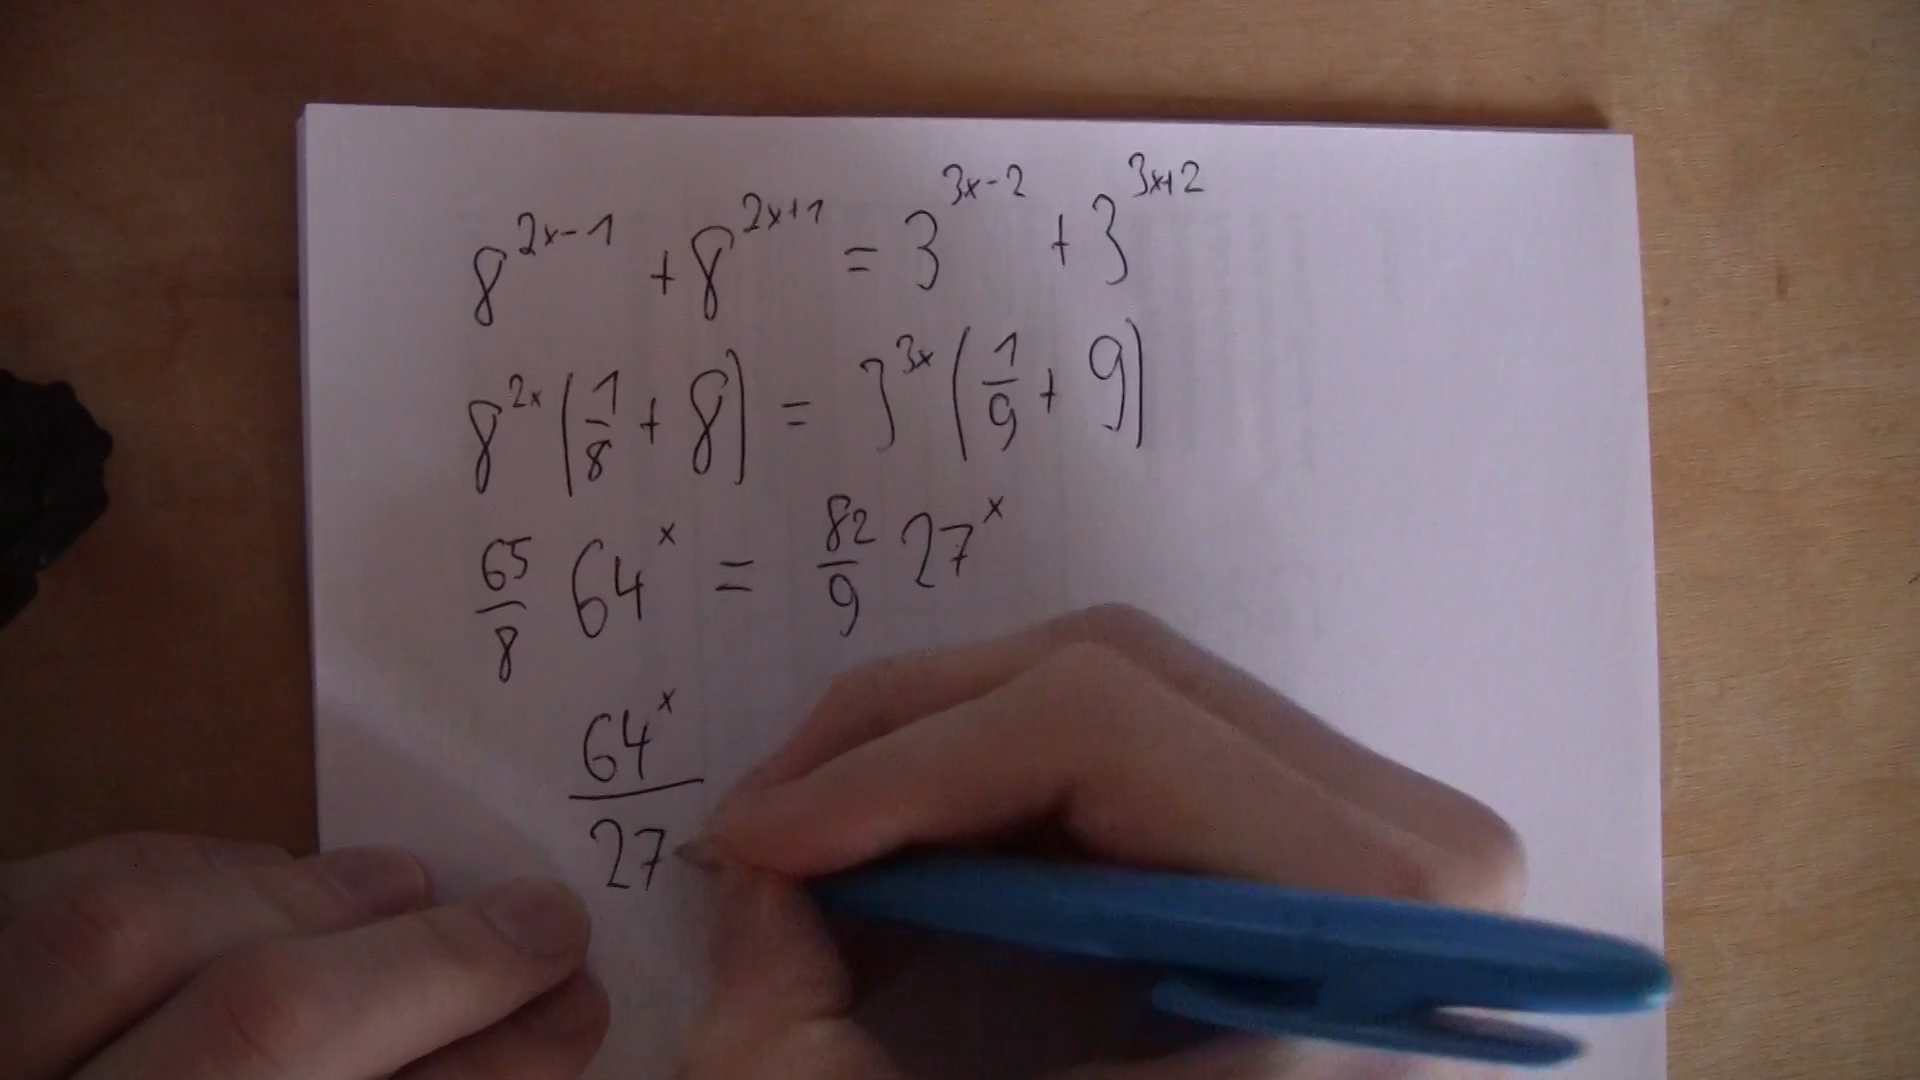 8^{2x-1} + 8^{2x+1} = 3^{3x-2} + 3^{3x+2}
8^{2x} (1/8 + 8) = 3^{3x} (1/9 + 9)
65/8 64^x = 82/9 27^x
64^x / 27